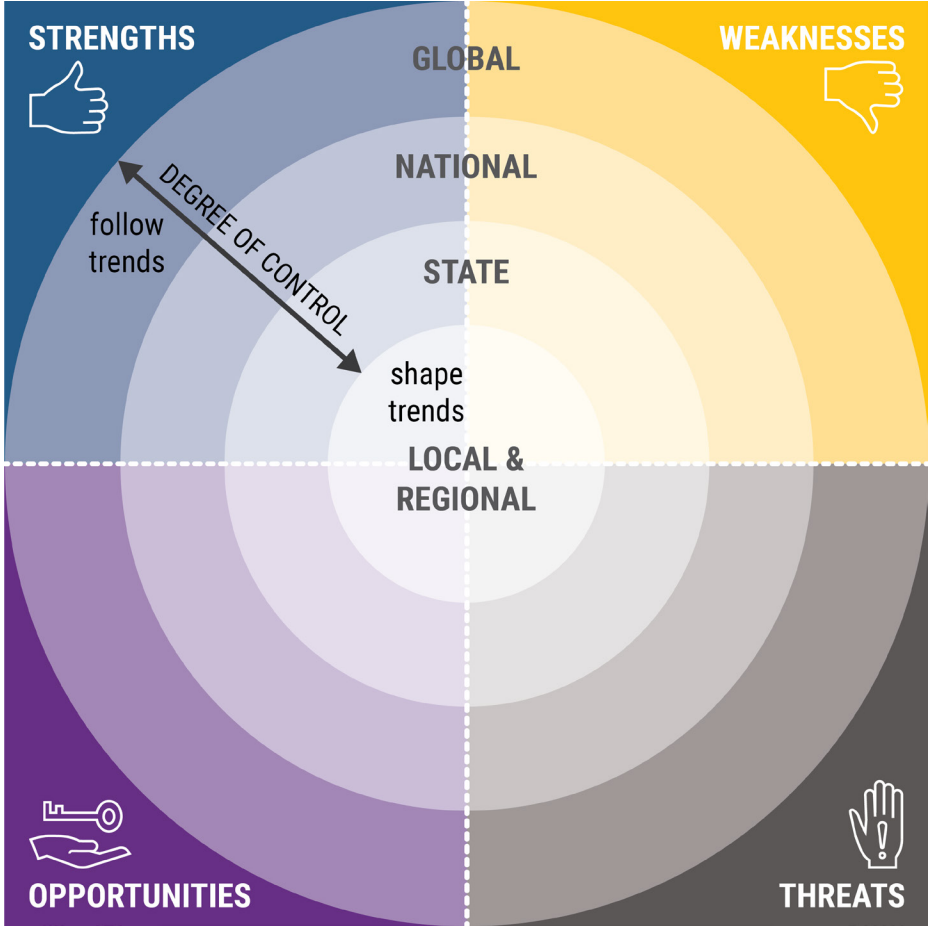 STRENGTHS
WEAKNESSES
GLOBAL
NATIONAL
DEGREE OF CONTROL
follow
trends
STATE
shape
trends
LOCAL &
REGIONAL
OPPORTUNITIES
THREATS